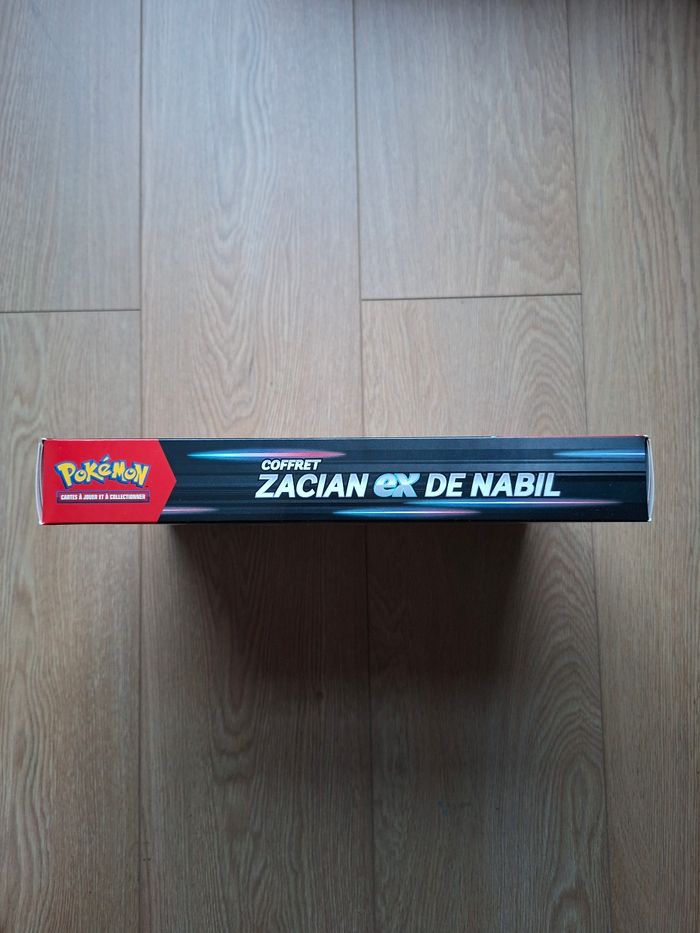 POKéMON
CARTES À JOUER ET À COLLECTIONNER
COFFRET
ZACIAN ex DE NABIL